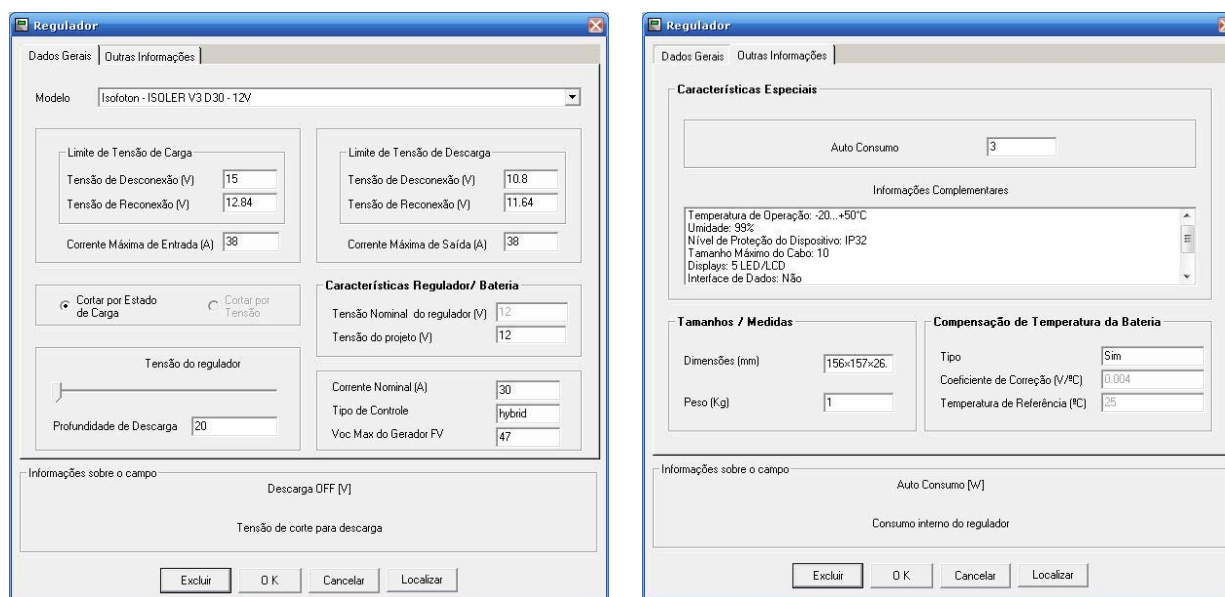 Regulador
Dados Gerais Outras Informações
Modelo Isofoton - ISOLER V3 D30 - 12V
Limite de Tensão de Carga
Tensão de Desconexão (V) 15
Tensão de Reconexão (V) 12.84
Corrente Máxima de Entrada (A) 38
Limite de Tensão de Descarga
Tensão de Desconexão (V) 10.8
Tensão de Reconexão (V) 11.64
Corrente Máxima de Saída (A) 38
Cortar por Estado
de Carga
Cortar por
Tensão
Características Regulador/ Bateria
Tensão Nominal do regulador (V) 12
Tensão do projeto (V) 12
Tensão do regulador
Profundidade de Descarga 20
Corrente Nominal (A) 30
Tipo de Controle hybrid
Voc Max do Gerador FV 47
Informações sobre o campo
Descarga OFF [V]
Tensão de corte para descarga
Excluir O K Cancelar Localizar
Regulador
Dados Gerais Outras Informações
Características Especiais
Auto Consumo 3
Informações Complementares
Temperatura de Operação: -20...+50°C
Umidade: 99%
Nível de Proteção do Dispositivo: IP32
Tamanho Máximo do Cabo: 10
Displays: 5 LED/LCD
Interface de Dados: Não
Tamanhos / Medidas
Dimensões (mm) 156×157×26.
Peso (Kg) 1
Compensação de Temperatura da Bateria
Tipo Sim
Coeficiente de Correção (V/ºC) 0.004
Temperatura de Referência (ºC) 25
Informações sobre o campo
Auto Consumo [W]
Consumo interno do regulador
Excluir O K Cancelar Localizar